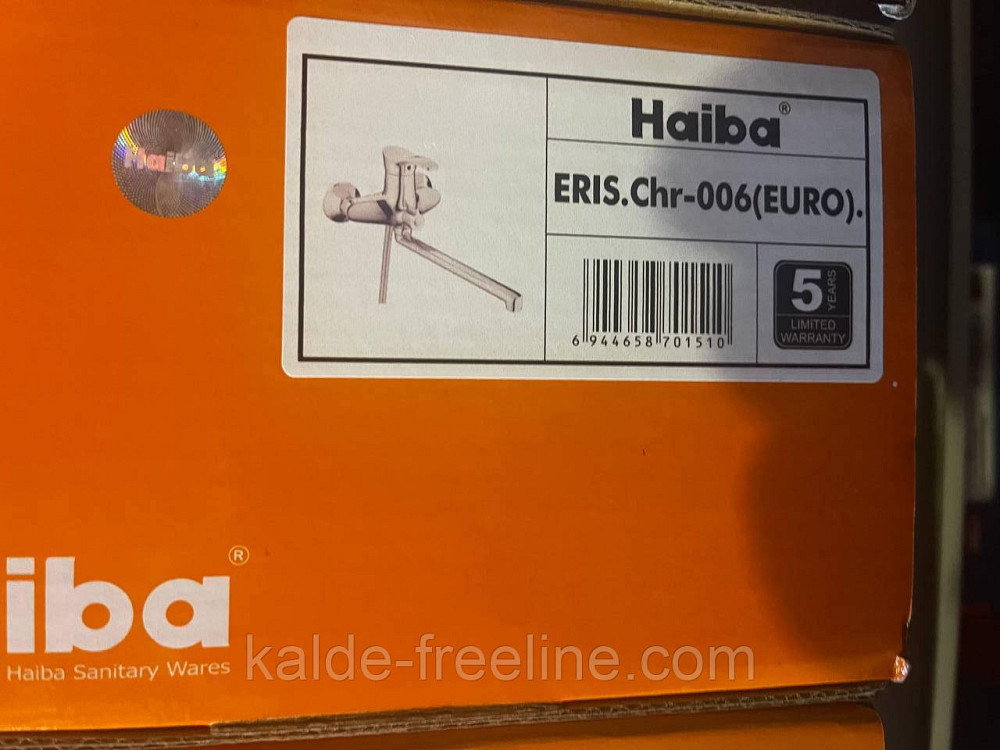 Haiba®
ERIS.Chr-006(EURO).
6 944658 701510
5 YEARS
LIMITED
WARRANTY
iba®
Haiba Sanitary Wares
kalde-freeline.com